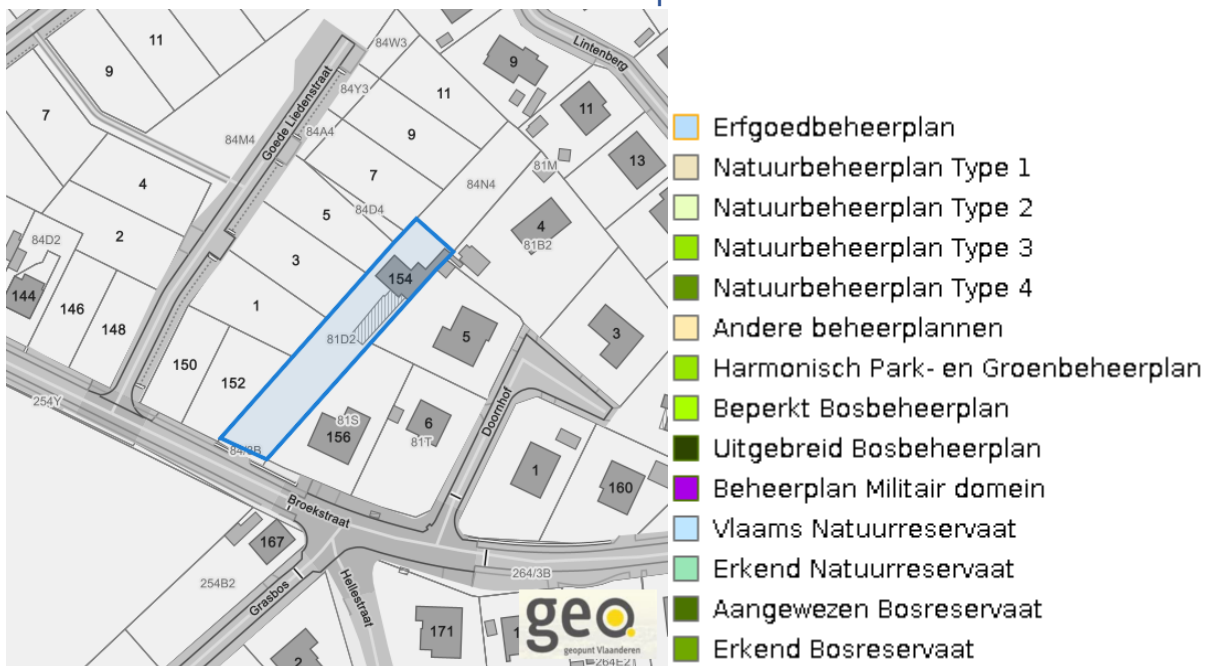 11
84W3
9
Lintenberg
9
84Y3
11
11
7
Goede Liedenstraat
84M4
84A4
9
13
81M
4
7
84N4
5
84D4
4
2
84D2
81B2
3
154
144
146
1
148
81D2
5
3
150
152
254Y
81S
156
6
81T
Doornhof
1
160
Broekstraat
167
264/3B
254B2
Grasbos
Hellestraat
171
2
geo
geopunt Vlaanderen
264E2
Erfgoedbeheerplan
Natuurbeheerplan Type 1
Natuurbeheerplan Type 2
Natuurbeheerplan Type 3
Natuurbeheerplan Type 4
Andere beheerplannen
Harmonisch Park- en Groenbeheerplan
Beperkt Bosbeheerplan
Uitgebreid Bosbeheerplan
Beheerplan Militair domein
Vlaams Natuurreservaat
Erkend Natuurreservaat
Aangewezen Bosreservaat
Erkend Bosreservaat